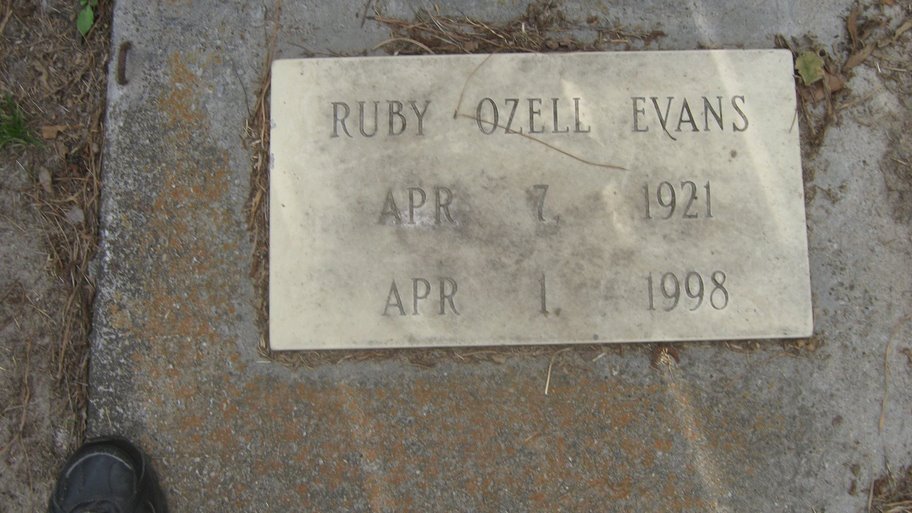 RUBY OZELL EVANS
APR 7, 1921
APR 1. 1998